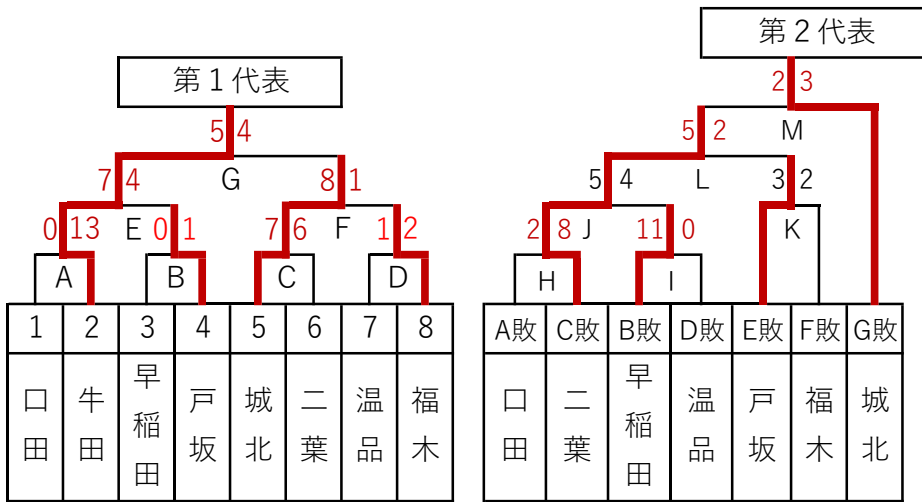 第1代表
5 4
G
7 4
8 1
E
F
0 13
0 1
7 6
1 2
A
B
C
D
1 2 3 4 5 6 7 8
口田 牛田 早稲田 戸坂 城北 二葉 温品 福木
第2代表
2 3
M
5 2
L
5 4
3 2
J
K
2 8
11 0
H
I
A敗 C敗 B敗 D敗 E敗 F敗 G敗
口田 二葉 早稲田 温品 戸坂 福木 城北